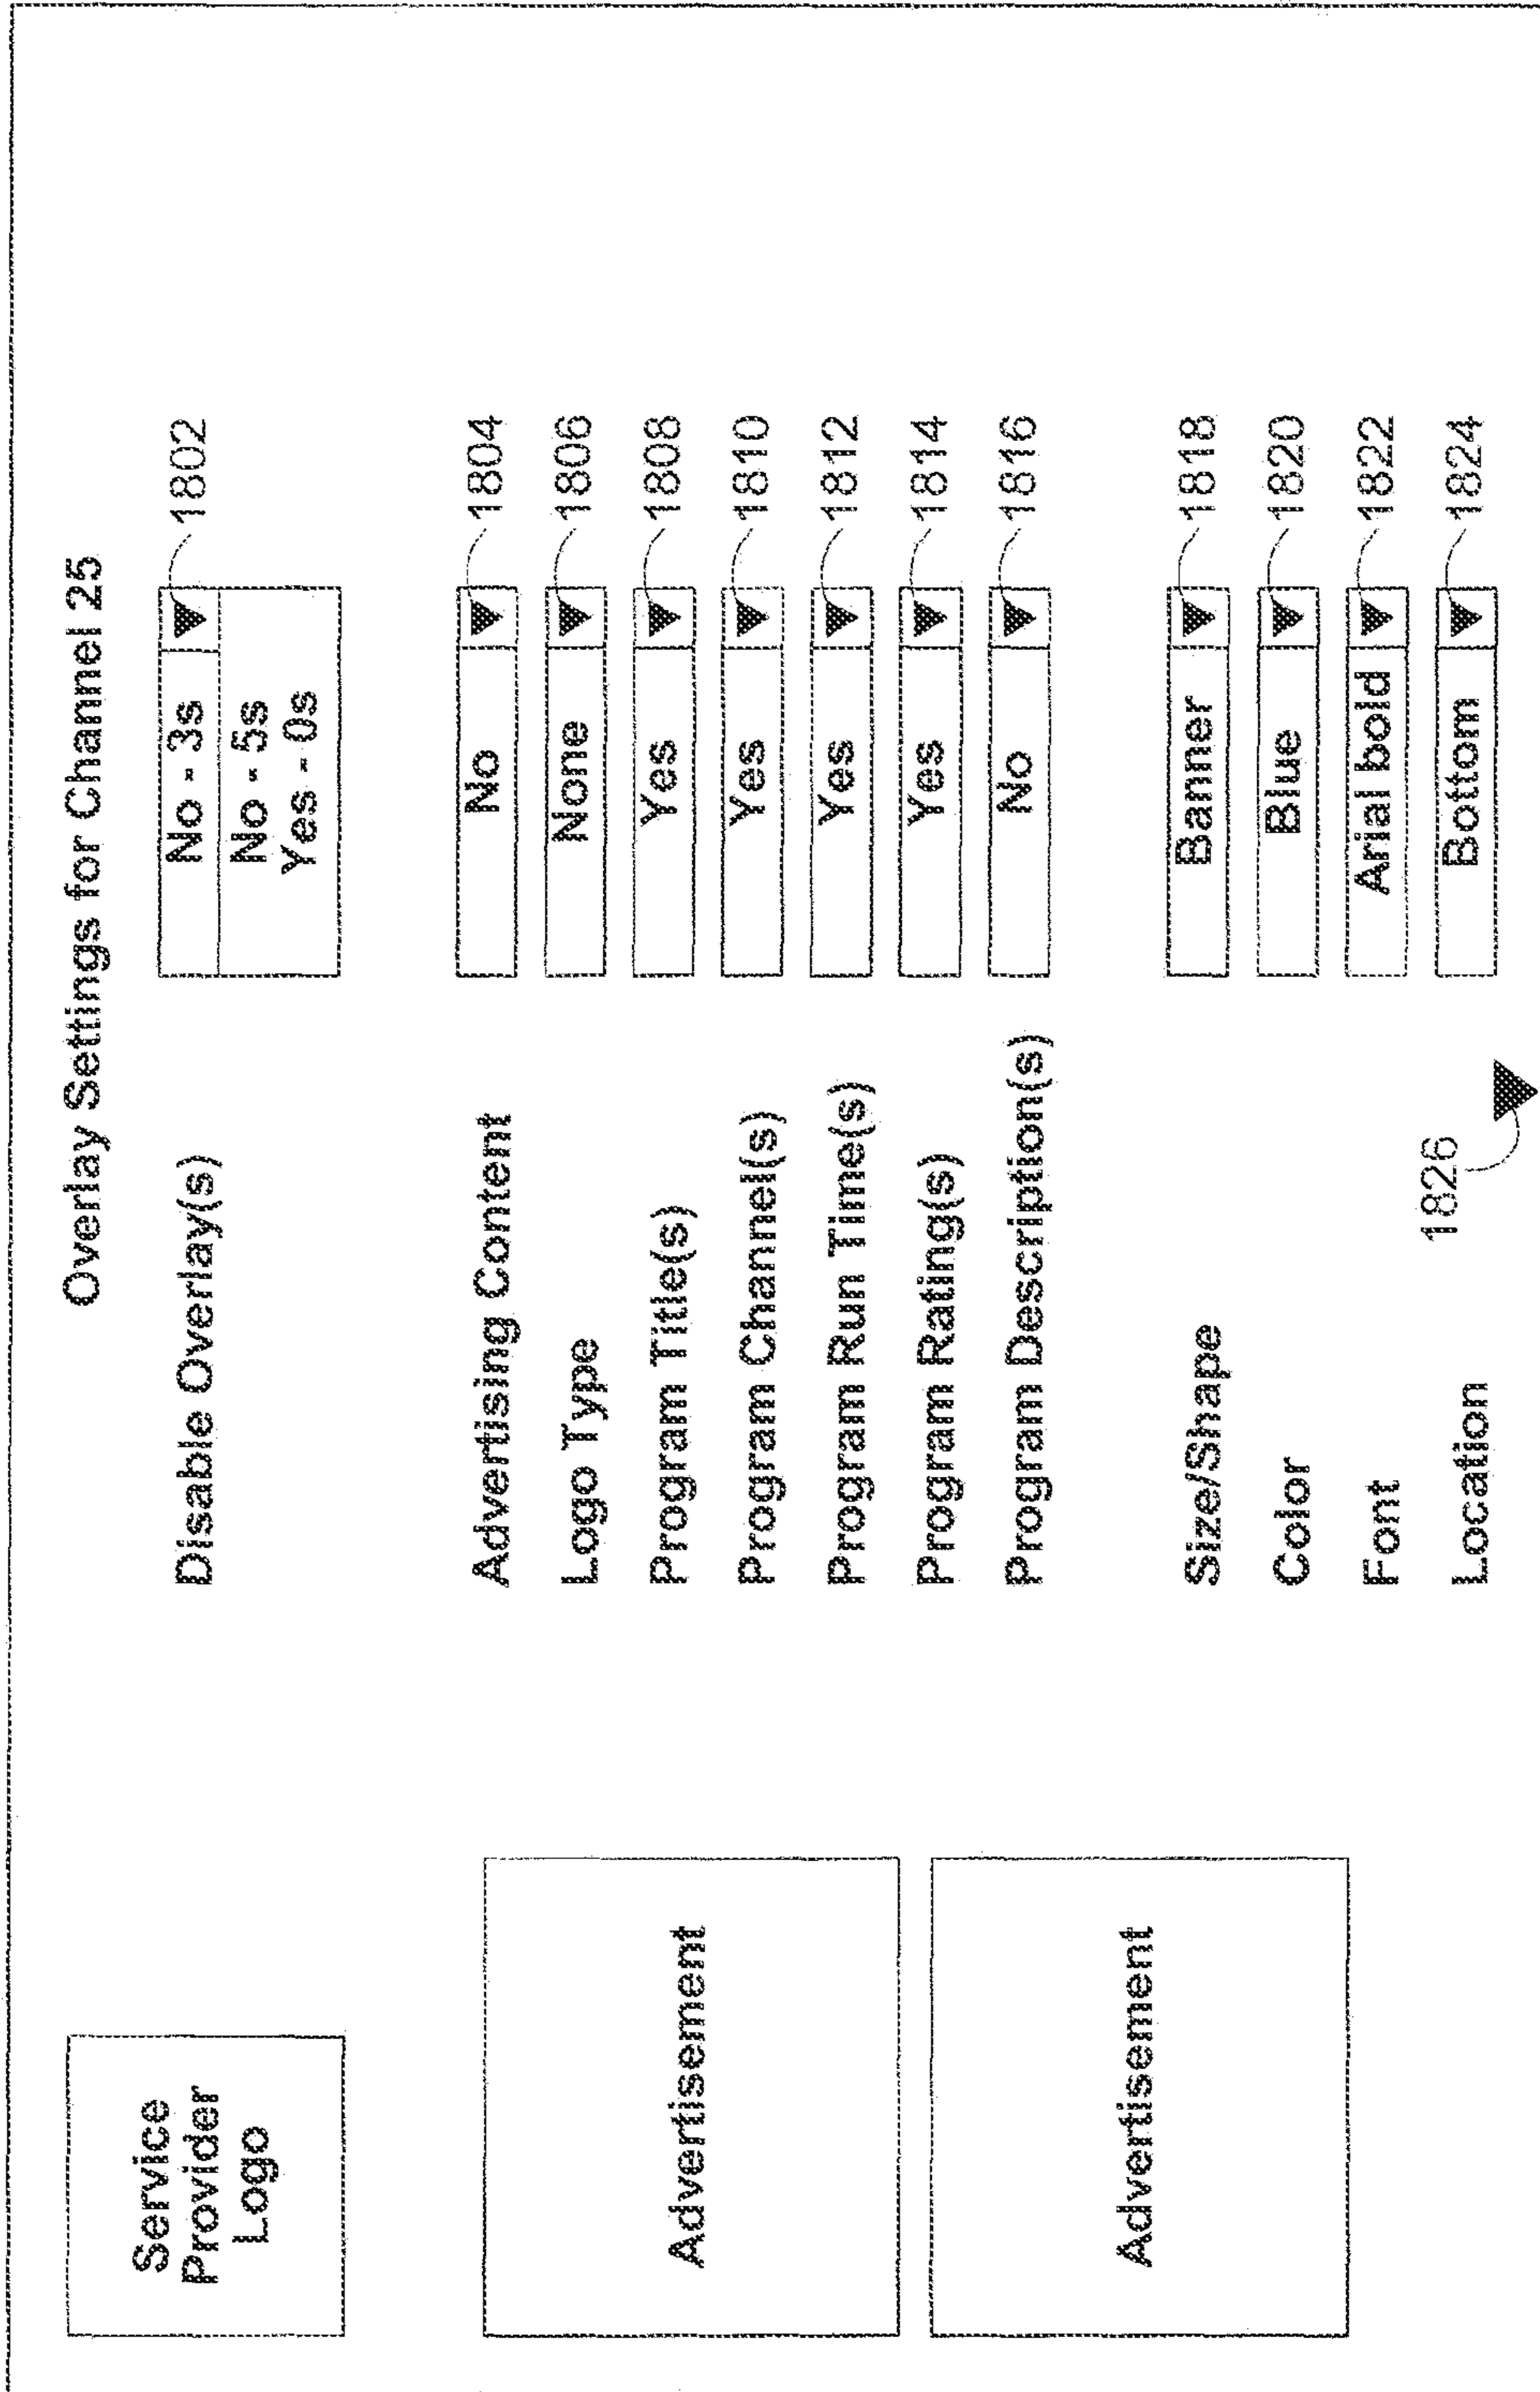 Overlay Settings for Channel 25
Service
Provider
Logo
Disable Overlay(s) No - 3s 1802
No - 5s
Yes - 0s
Advertisement
Advertising Content No 1804
Logo Type None 1806
Program Title(s) Yes 1808
Program Channel(s) Yes 1810
Program Run Time(s) Yes 1812
Program Rating(s) Yes 1814
Program Description(s) No 1816
Advertisement
Size/Shape Banner 1818
Color Blue 1820
Font Arial bold 1822
Location Bottom 1824
1826